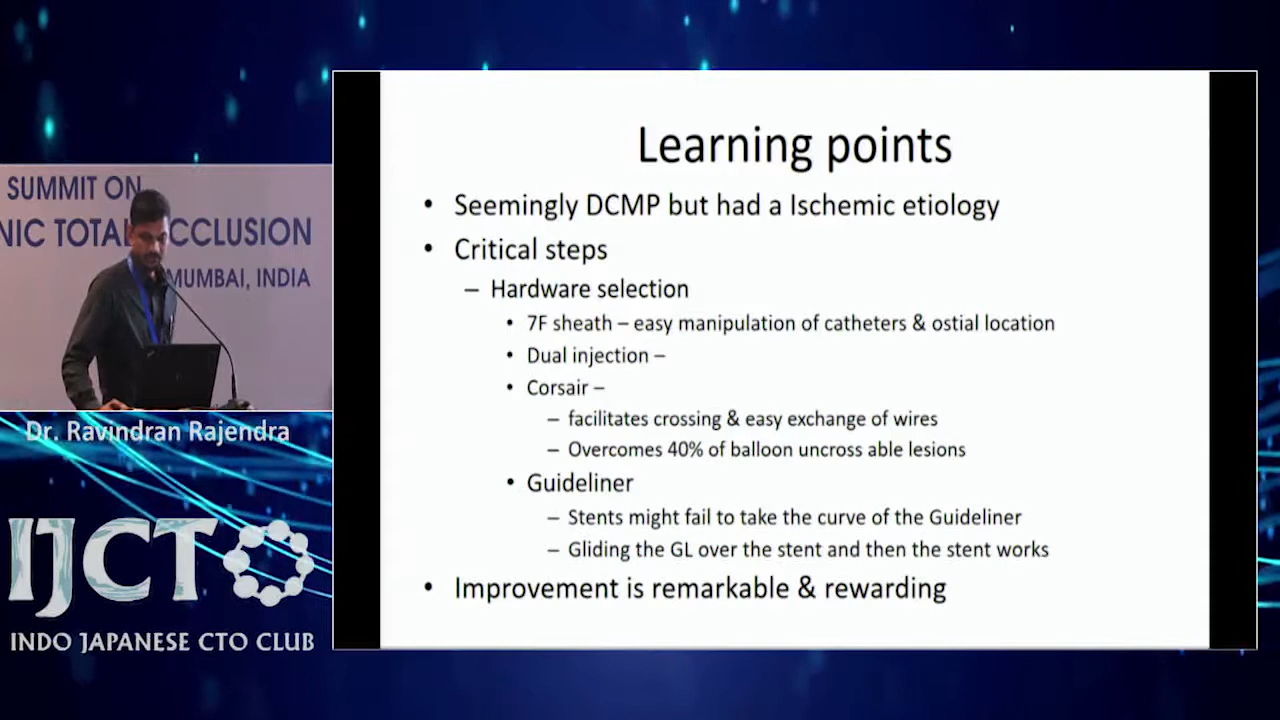 SUMMIT ON
NIC TOTAL OCCLUSION
MUMBAI, INDIA
Dr. Ravindran Rajendra
IJCTO
INDO JAPANESE CTO CLUB
Learning points
• Seemingly DCMP but had a Ischemic etiology
• Critical steps
– Hardware selection
• 7F sheath – easy manipulation of catheters & ostial location
• Dual injection –
• Corsair –
– facilitates crossing & easy exchange of wires
– Overcomes 40% of balloon uncross able lesions
• Guideliner
– Stents might fail to take the curve of the Guideliner
– Gliding the GL over the stent and then the stent works
• Improvement is remarkable & rewarding